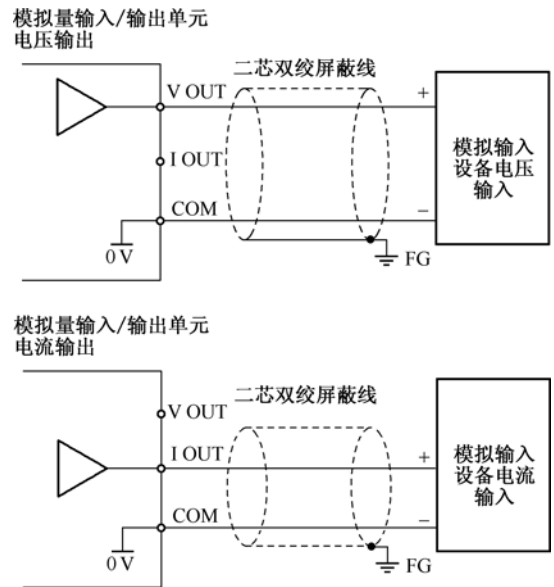 模拟量输入/输出单元
电压输出
二芯双绞屏蔽线
V OUT
+
I OUT
模拟输入
设备电压
输入
COM
−
0 V
FG
模拟量输入/输出单元
电流输出
二芯双绞屏蔽线
V OUT
I OUT
+
模拟输入
设备电流
输入
COM
−
0 V
FG